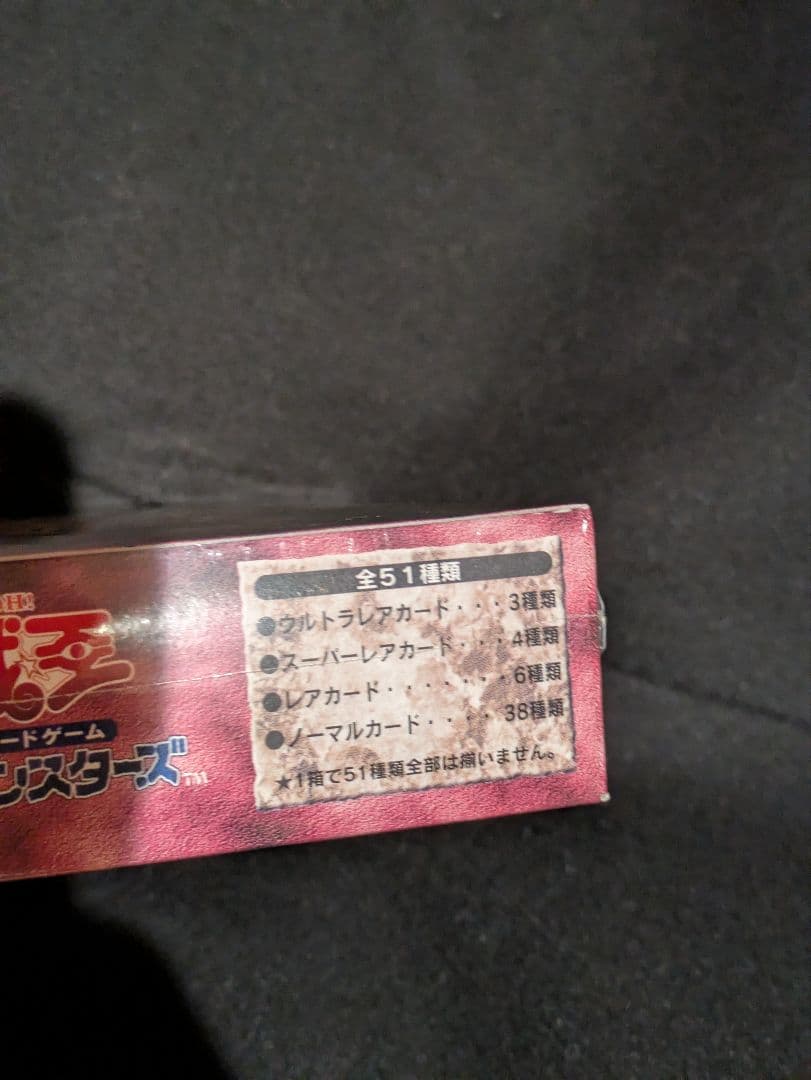 全51種類
●ウルトラレアカード・・・3種類
●スーパーレアカード・・・4種類
●レアカード・・・・・・・6種類
●ノーマルカード・・・・38種類
★1箱で51種類全部は揃いません。
OH!
ードゲーム
ンスターズ™